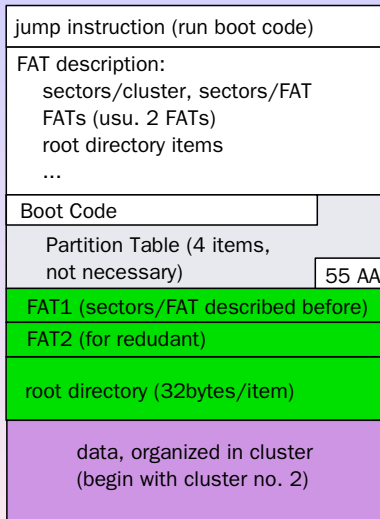 jump instruction (run boot code)
FAT description:
sectors/cluster, sectors/FAT
FATs (usu. 2 FATs)
root directory items
...
Boot Code
Partition Table (4 items,
not necessary)
55 AA
FAT1 (sectors/FAT described before)
FAT2 (for redudant)
root directory (32bytes/item)
data, organized in cluster
(begin with cluster no. 2)